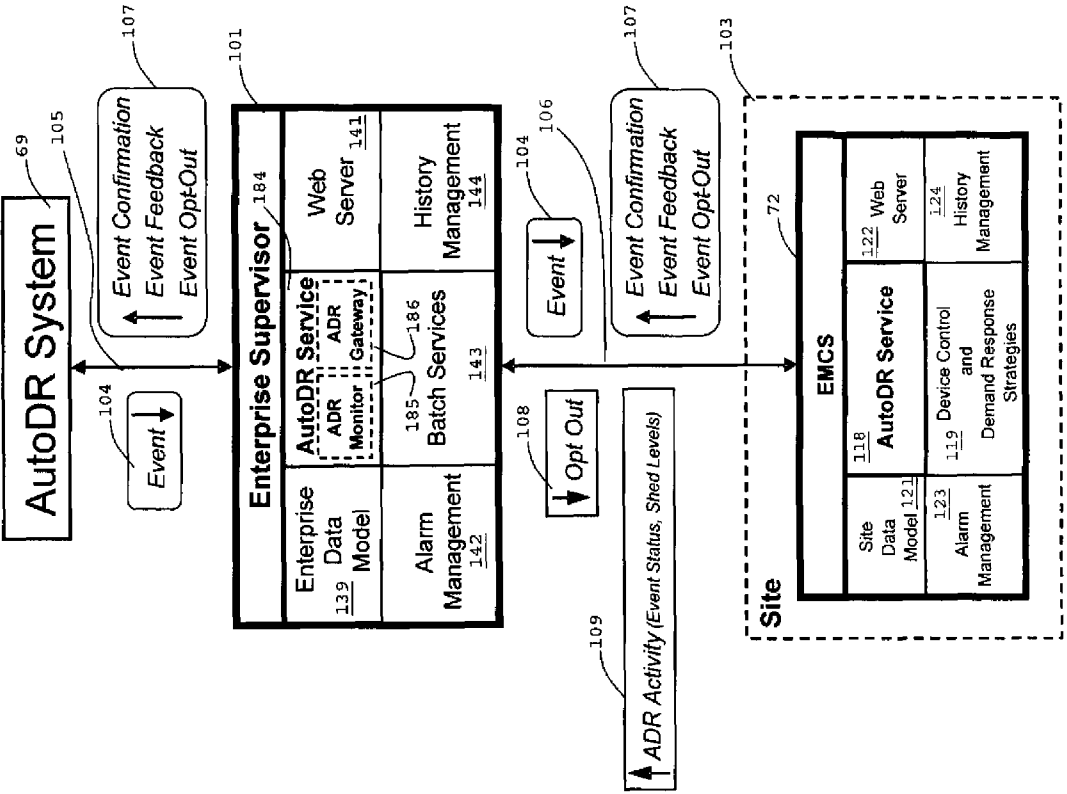 AutoDR System
69
105
104
Event
107
Event Confirmation
Event Feedback
Event Opt-Out
101
Enterprise Supervisor
184
Enterprise
Data
Model
139
AutoDR Service
ADR
Monitor
ADR
Gateway
185
186
Web
Server
141
Alarm
Management
142
Batch Services
143
History
Management
144
109
ADR Activity (Event Status, Shed Levels)
108
Opt Out
104
Event
106
107
Event Confirmation
Event Feedback
Event Opt-Out
103
Site
72
EMCS
Site
Data
Model
121
118
AutoDR Service
122
Web
Server
123
Alarm
Management
119
Device Control
and
Demand Response
Strategies
124
History
Management